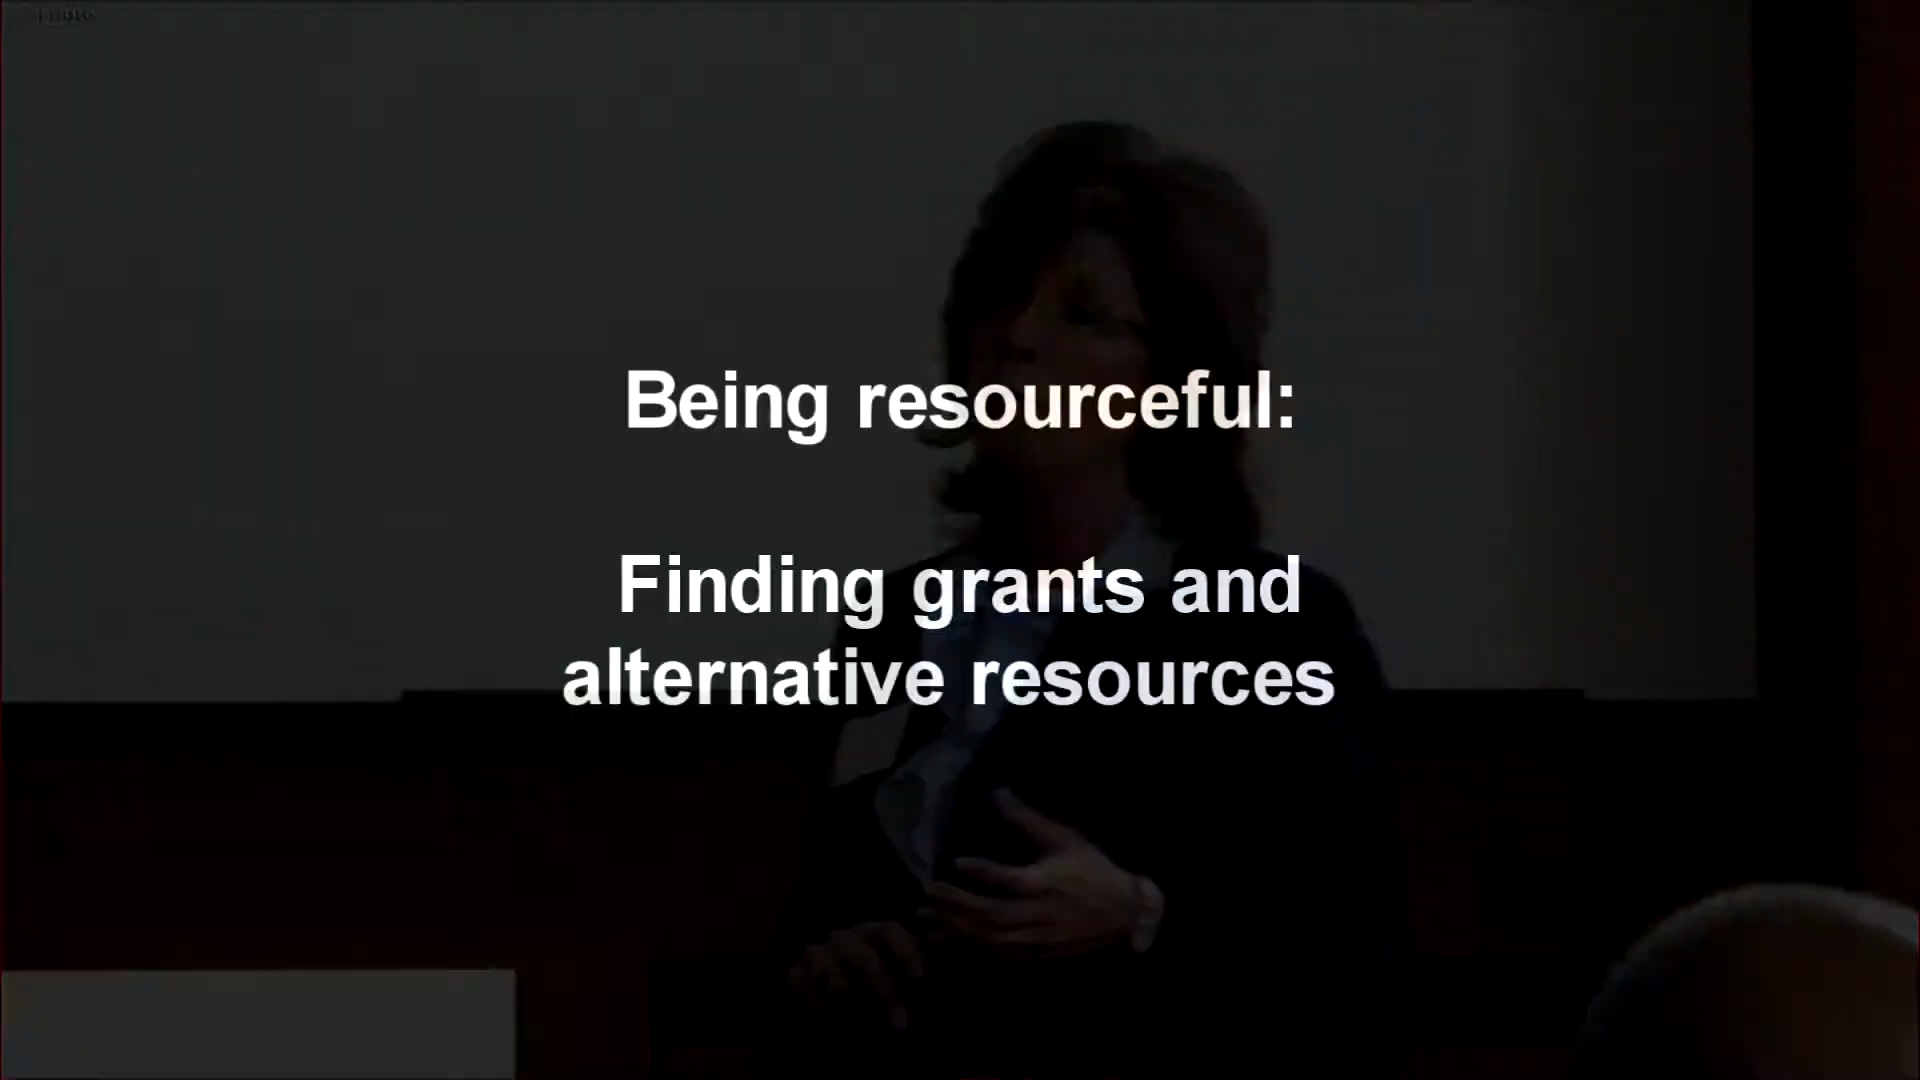 Being resourceful:
Finding grants and
alternative resources